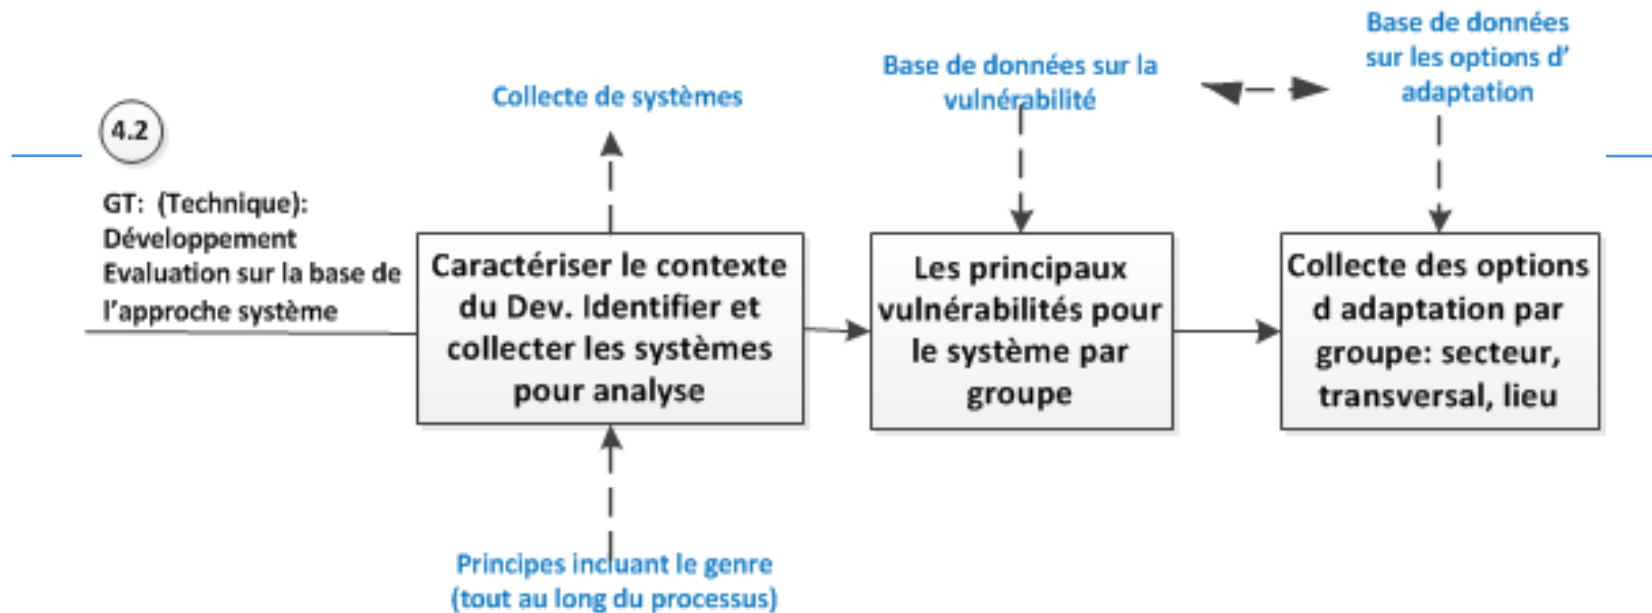 Base de données
sur les options d'
adaptation
Base de données sur la
vulnérabilité
Collecte de systèmes
4.2
GT: (Technique):
Développement
Evaluation sur la base de
l'approche système
Caractériser le contexte
du Dev. Identifier et
collecter les systèmes
pour analyse
Les principaux
vulnérabilités pour
le système par
groupe
Collecte des options
d adaptation par
groupe: secteur,
transversal, lieu
Principes incluant le genre
(tout au long du processus)